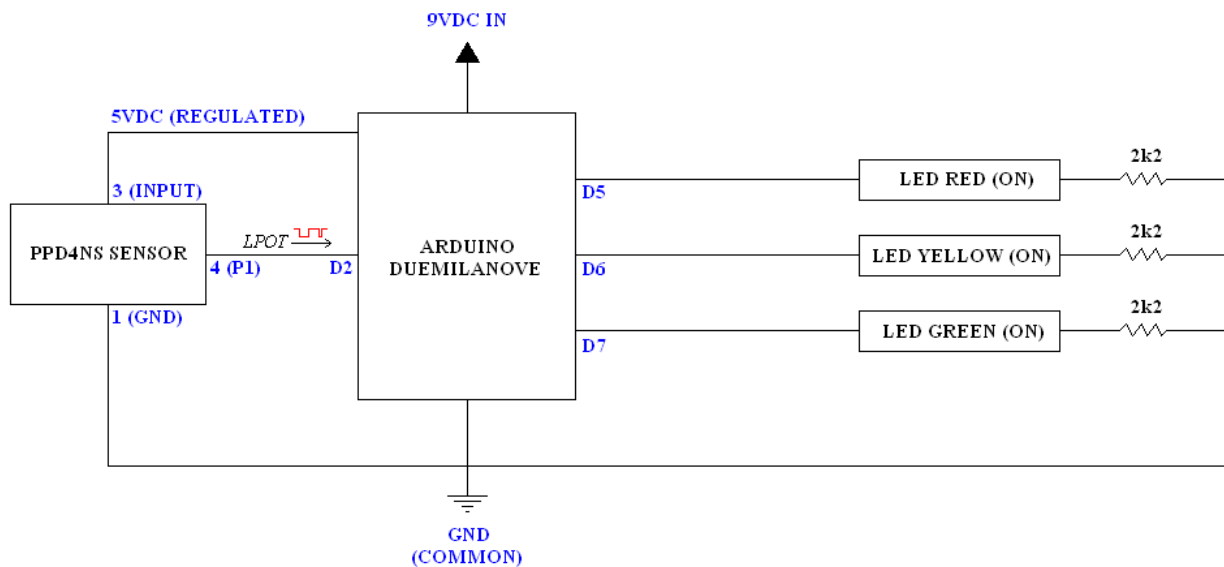 9VDC IN
5VDC (REGULATED)
3 (INPUT)
PPD4NS SENSOR
LPOT
4 (P1)
D2
1 (GND)
ARDUINO
DUEMILANOVE
D5
LED RED (ON)
2k2
D6
LED YELLOW (ON)
2k2
D7
LED GREEN (ON)
2k2
GND
(COMMON)